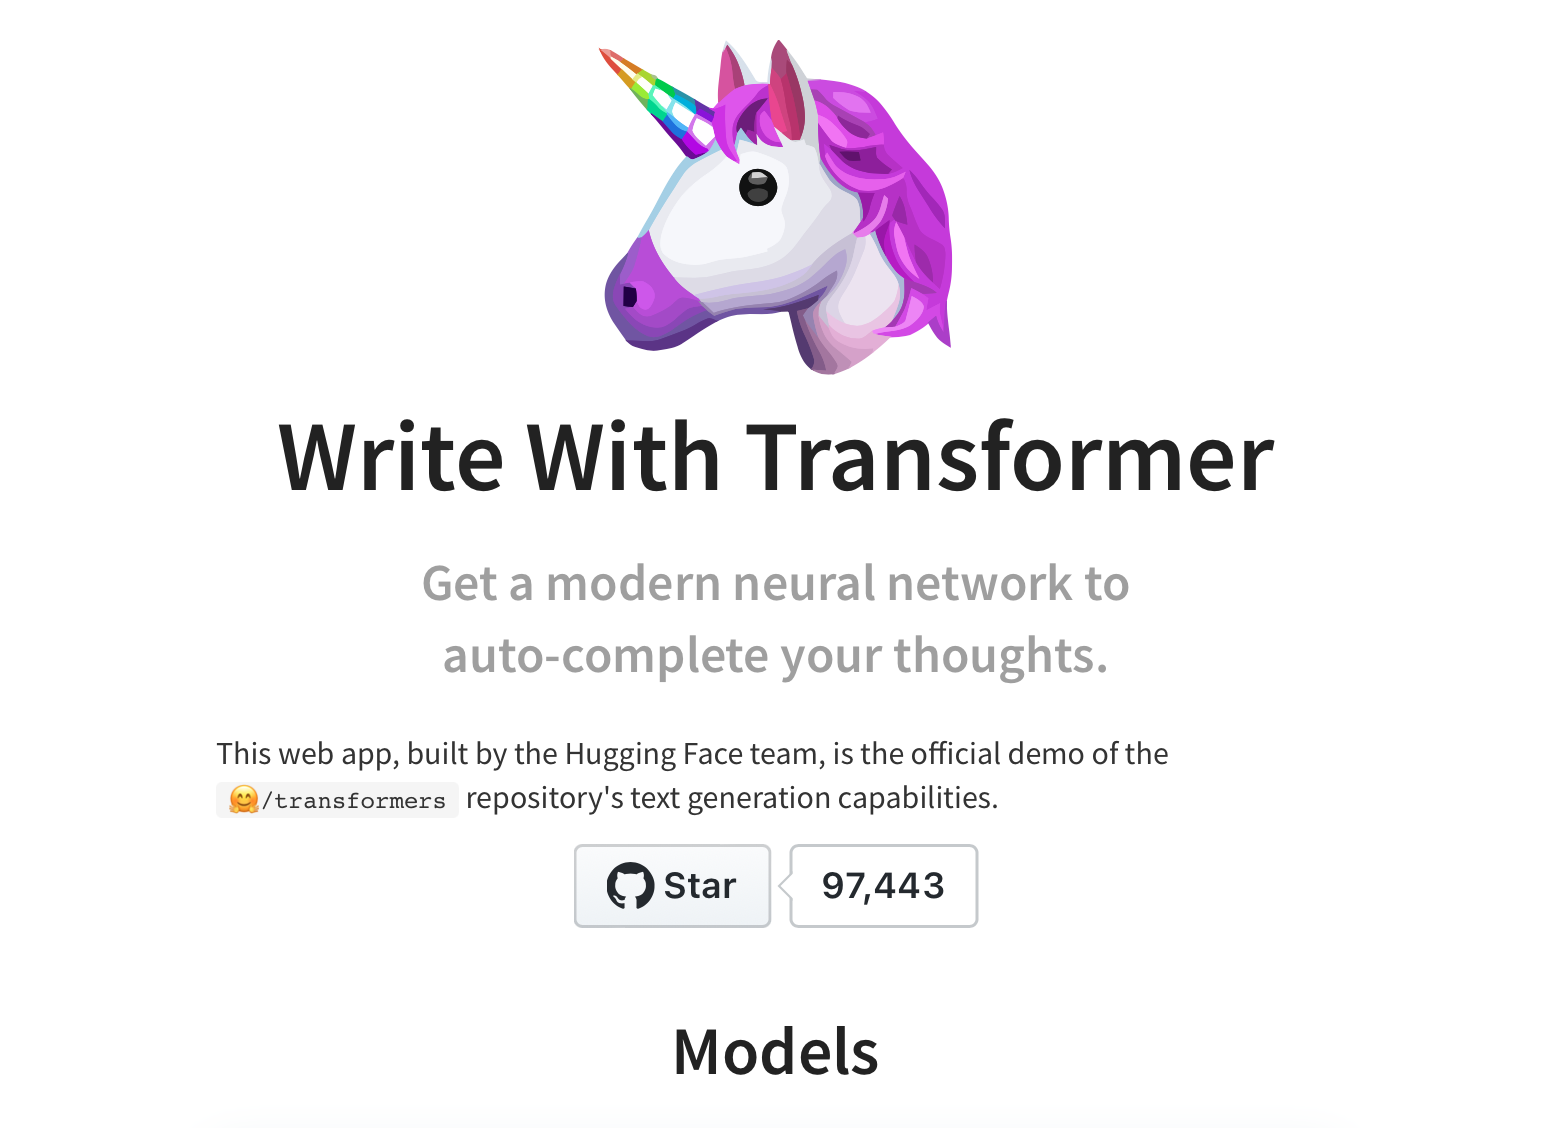 Write With Transformer
Get a modern neural network to
auto-complete your thoughts.
This web app, built by the Hugging Face team, is the official demo of the
🤗/transformers repository's text generation capabilities.
Star 97,443
Models